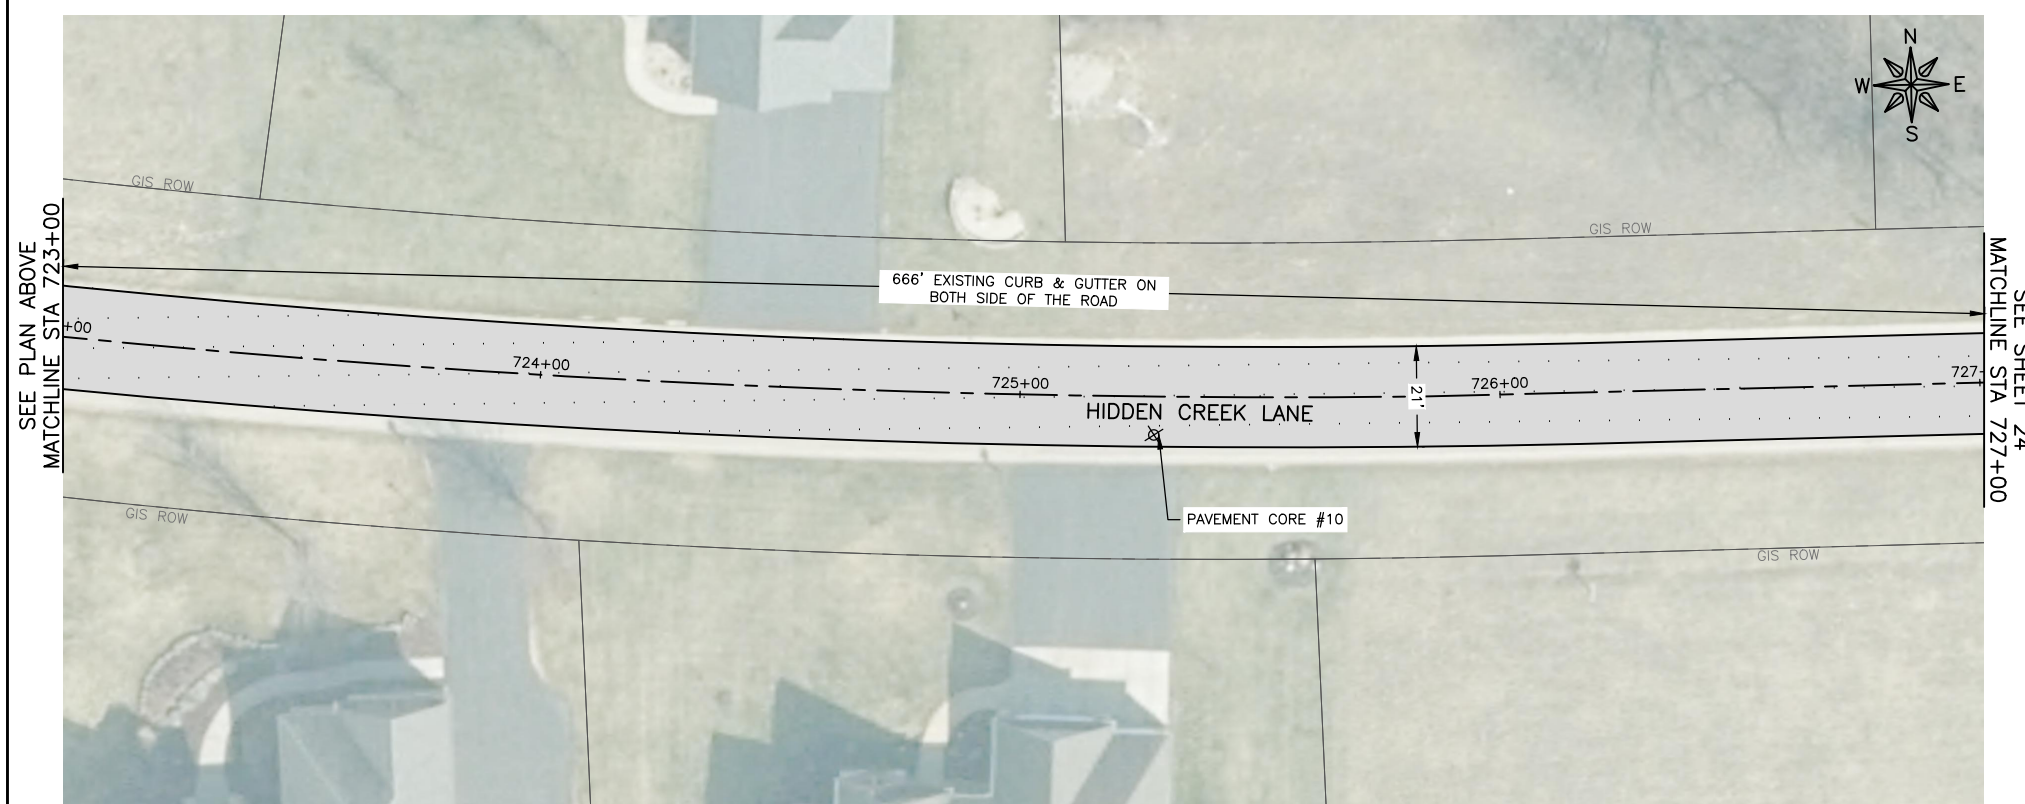 N
W E
S
GIS ROW
GIS ROW
SEE PLAN ABOVE
MATCHLINE STA 723+00
666' EXISTING CURB & GUTTER ON
BOTH SIDE OF THE ROAD
MATCHLINE STA 727+00
SEE SHEET 24
+00
724+00
725+00
726+00
727-
21'
HIDDEN CREEK LANE
PAVEMENT CORE #10
GIS ROW
GIS ROW